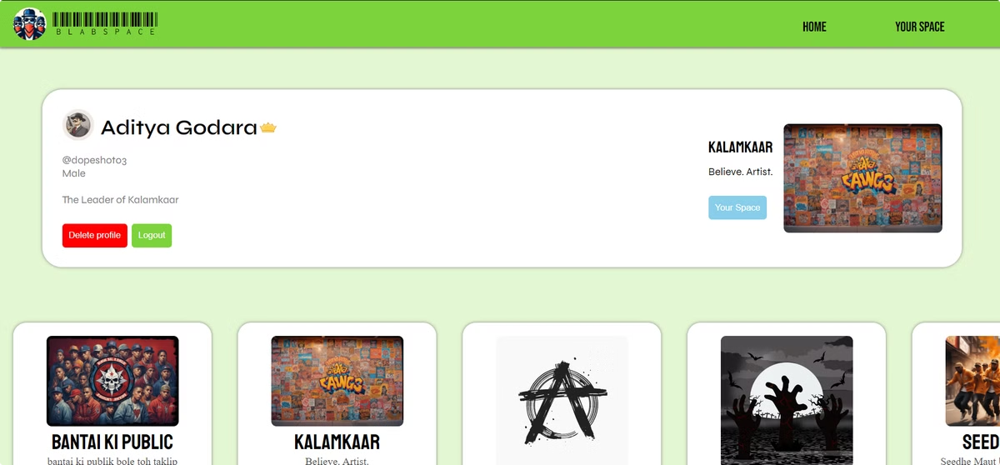 BLABSPACE
HOME
YOUR SPACE
Aditya Godara
@dopeshot03
Male
The Leader of Kalamkaar
Delete profile
Logout
KALAMKAAR
Believe. Artist.
Your Space
BANTAI KI PUBLIC
bantai ki publik bole toh taklip
KALAMKAAR
Believe. Artist.
SEED
Seedhe Maut